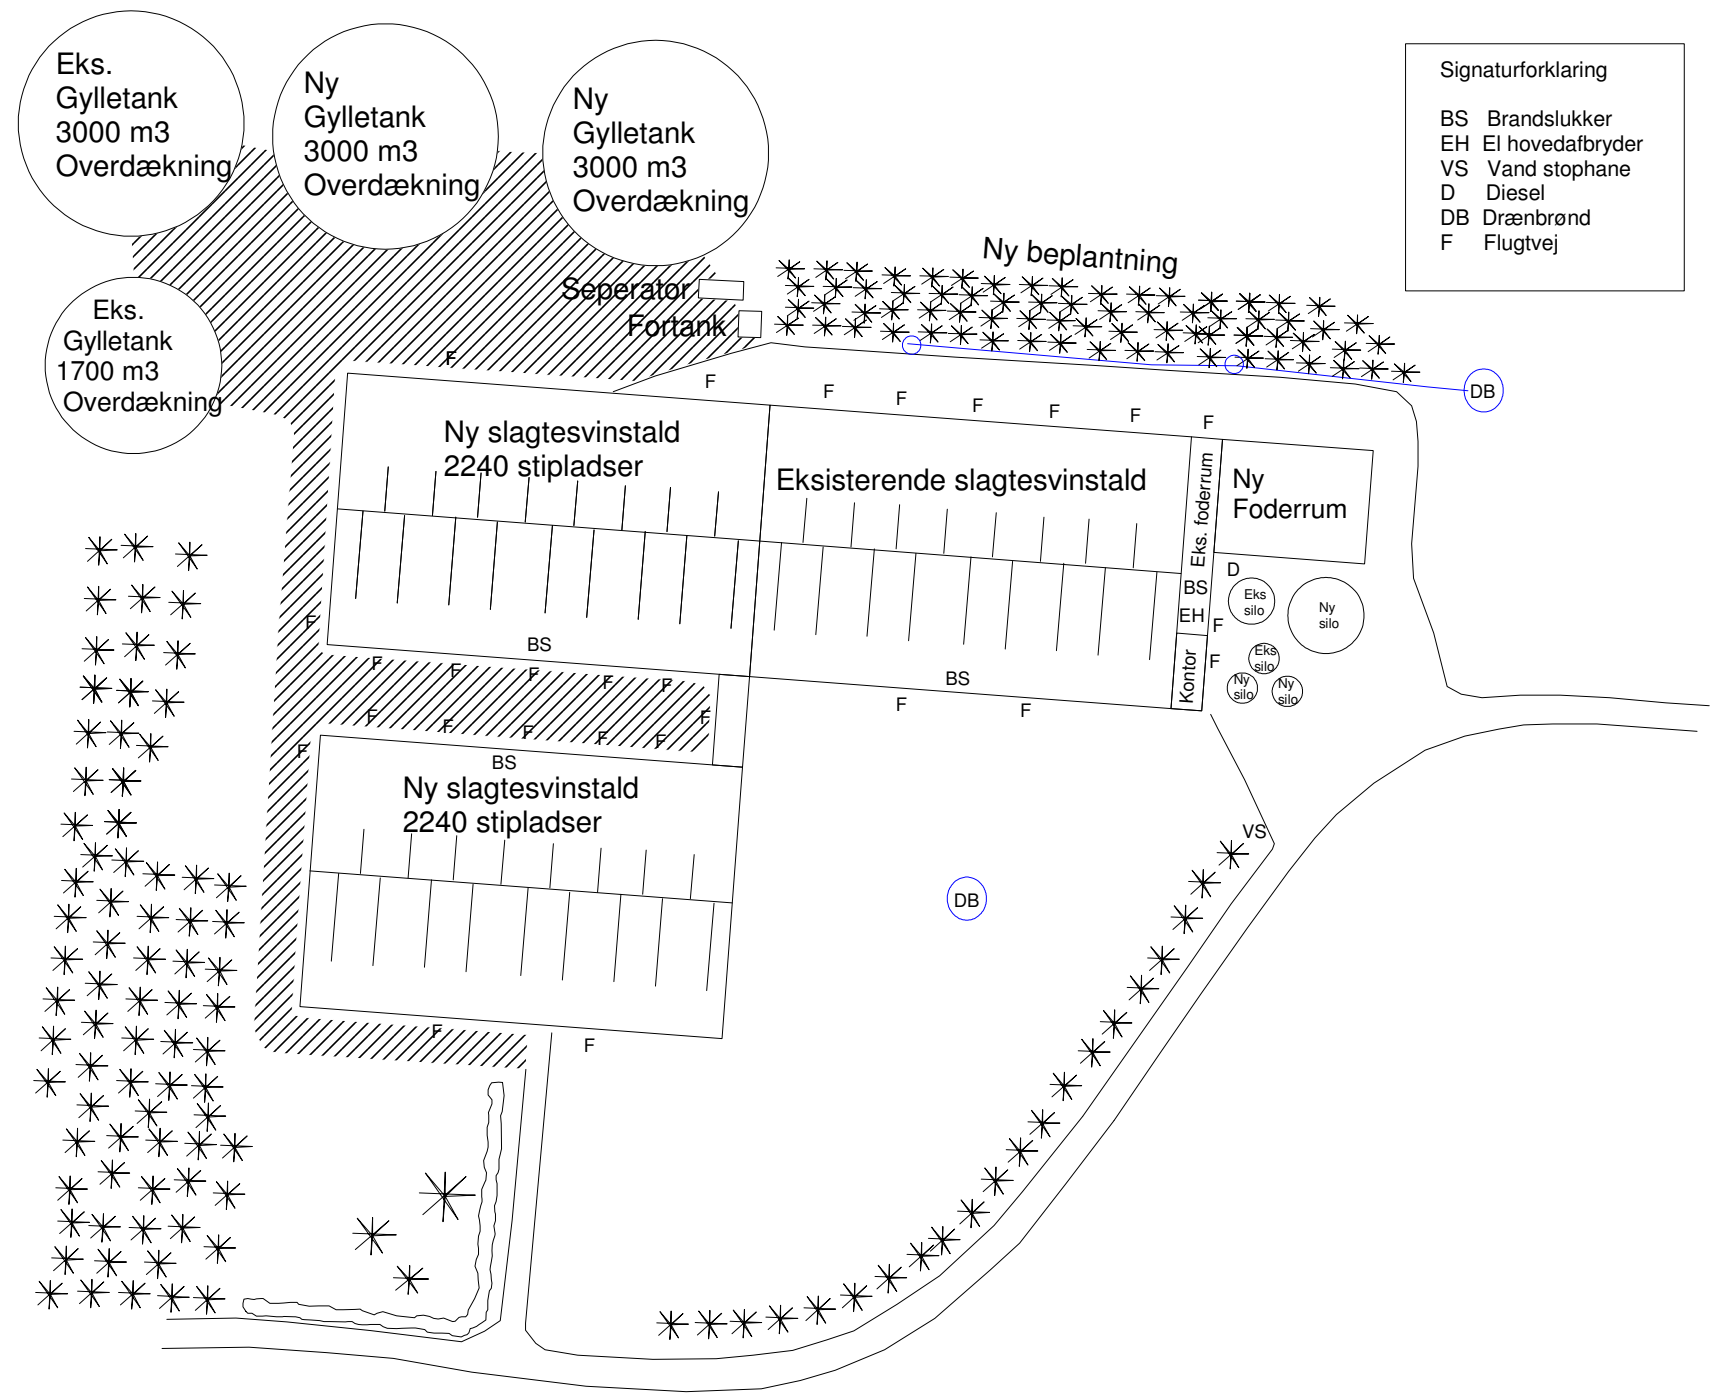 Eks.
Gylletank
3000 m3
Overdækning
Ny
Gylletank
3000 m3
Overdækning
Ny
Gylletank
3000 m3
Overdækning
Signaturforklaring
BS Brandslukker
EH El hovedafbryder
VS Vand stophane
D Diesel
DB Drænbrønd
F Flugtvej
Ny beplantning
Seperator
Fortank
Eks.
Gylletank
1700 m3
Overdækning
F
F
F
F
F
F
F
F
DB
Ny slagtesvinstald
2240 stipladser
Eksisterende slagtesvinstald
Eks. foderrum
Ny
Foderrum
D
BS
EH
Eks
silo
Ny
silo
F
F
F
BS
Kontor
Eks
silo
Ny
silo
Ny
silo
F
F
F
F
F
BS
F
F
F
F
F
F
F
F
F
BS
Ny slagtesvinstald
2240 stipladser
VS
DB
F
F